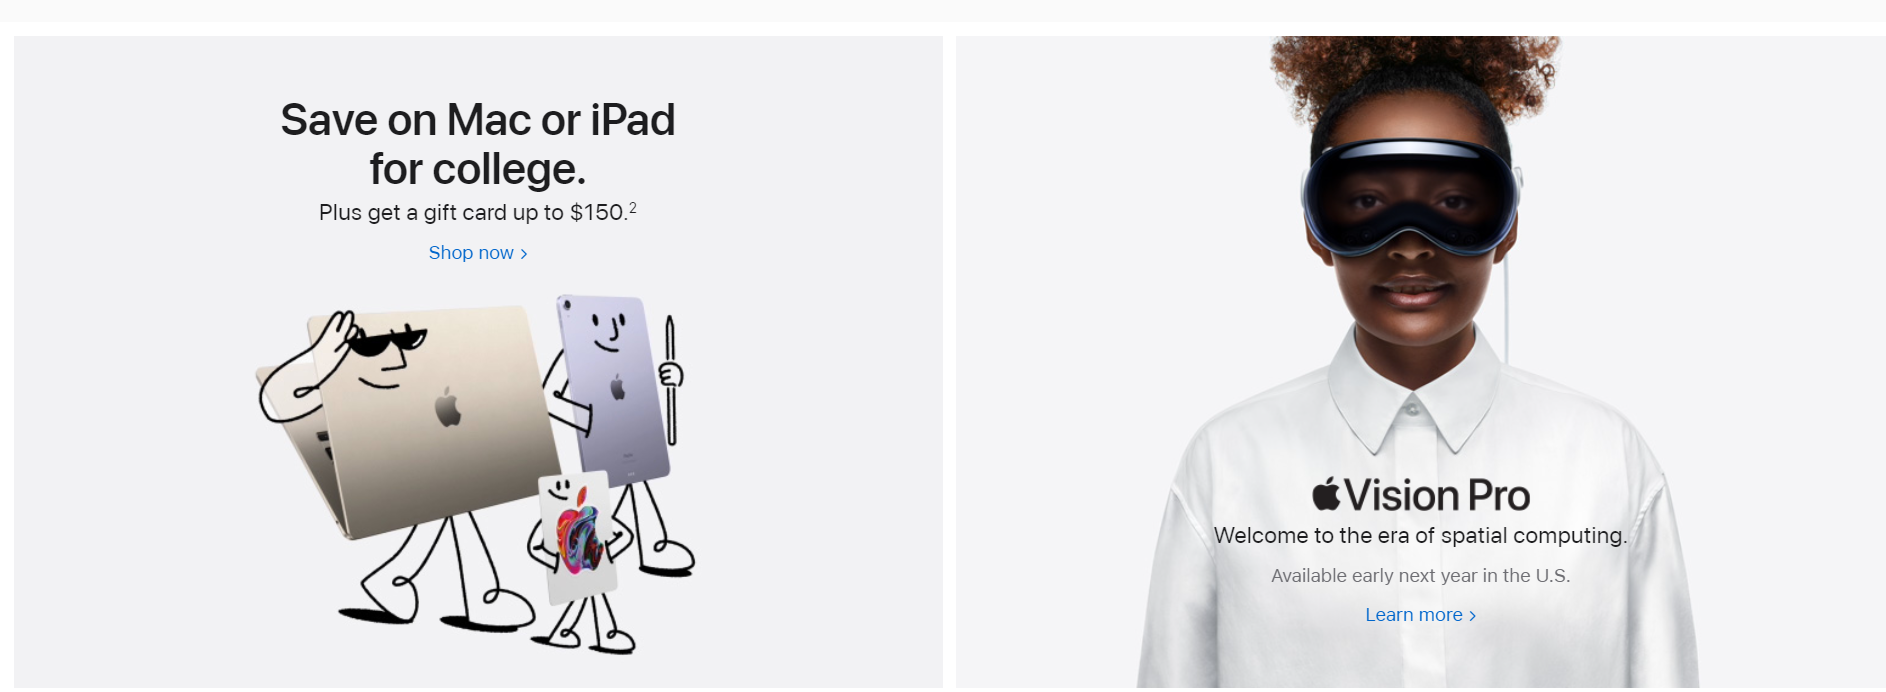 Save on Mac or iPad
for college.
Plus get a gift card up to $150.²
Shop now >
Vision Pro
Welcome to the era of spatial computing.
Available early next year in the U.S.
Learn more >